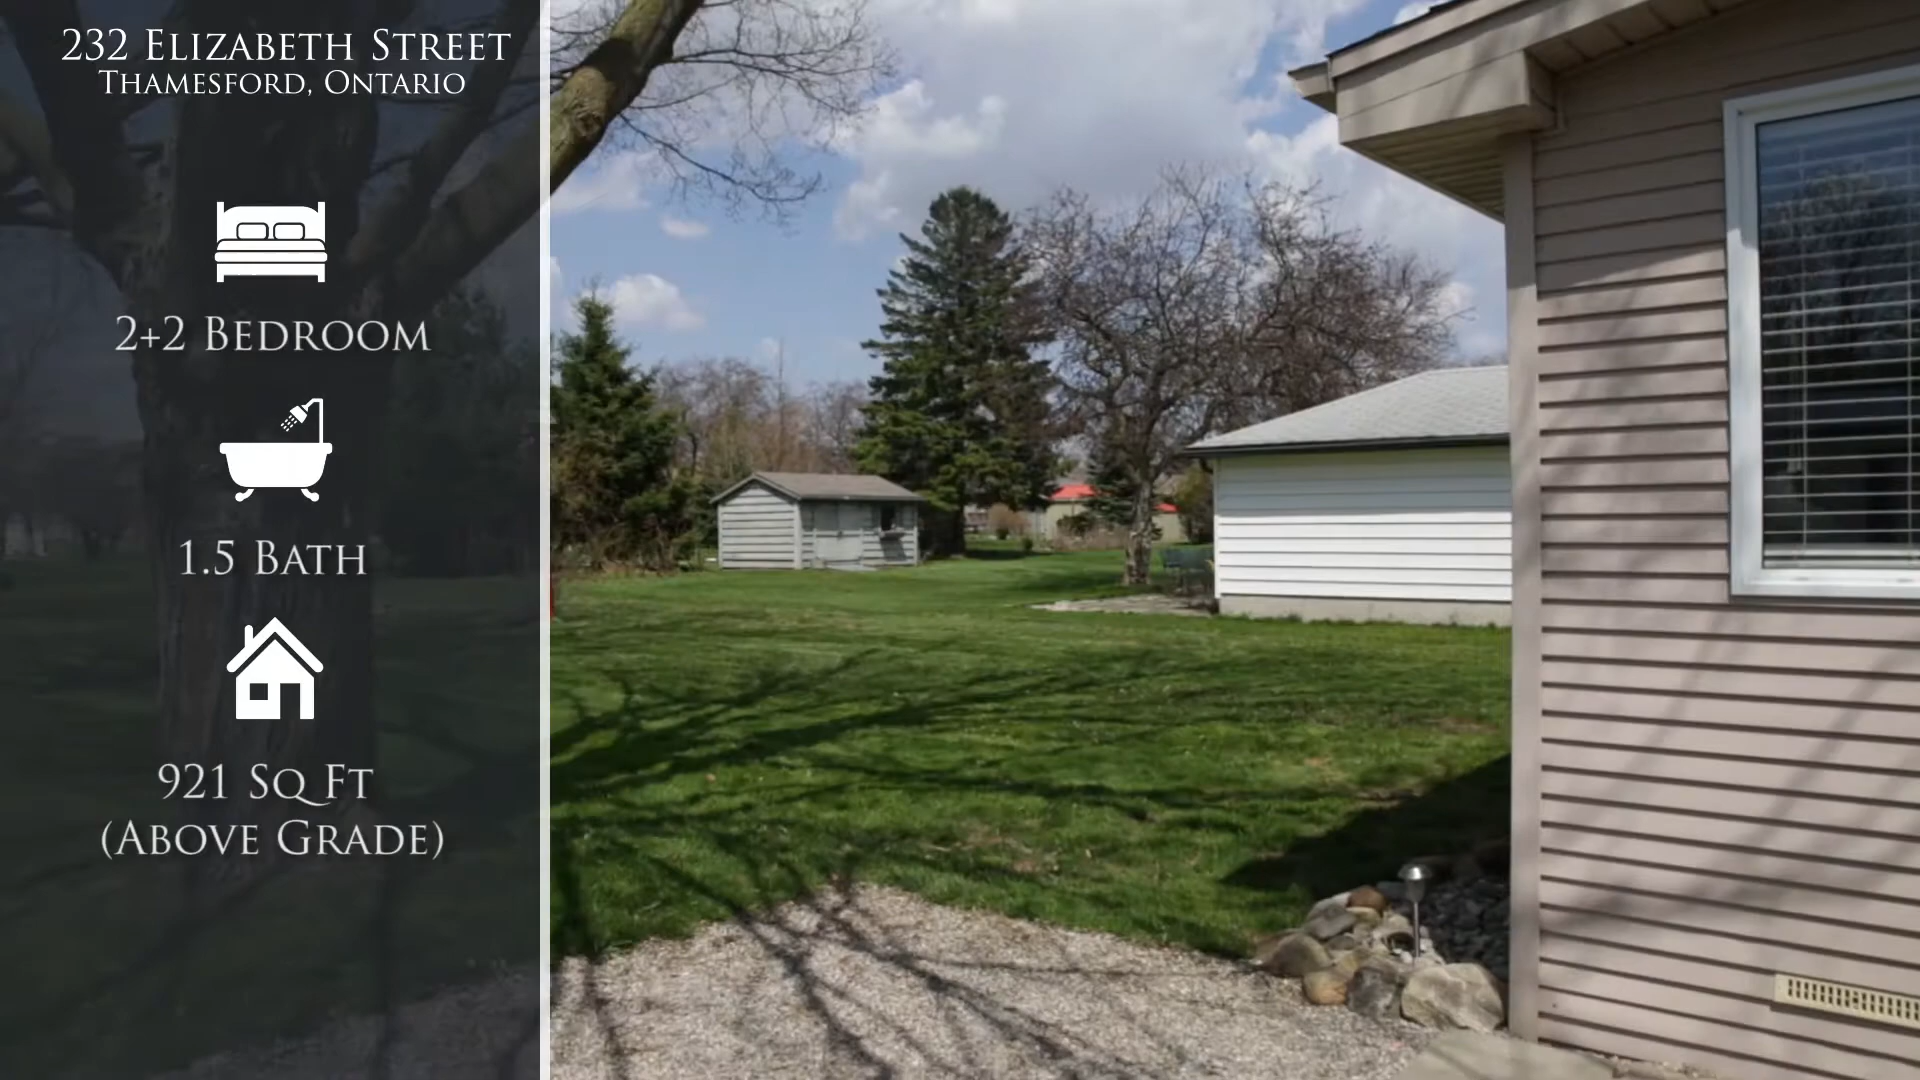 232 Elizabeth Street
Thamesford, Ontario
2+2 Bedroom
1.5 Bath
921 Sq Ft
(Above Grade)